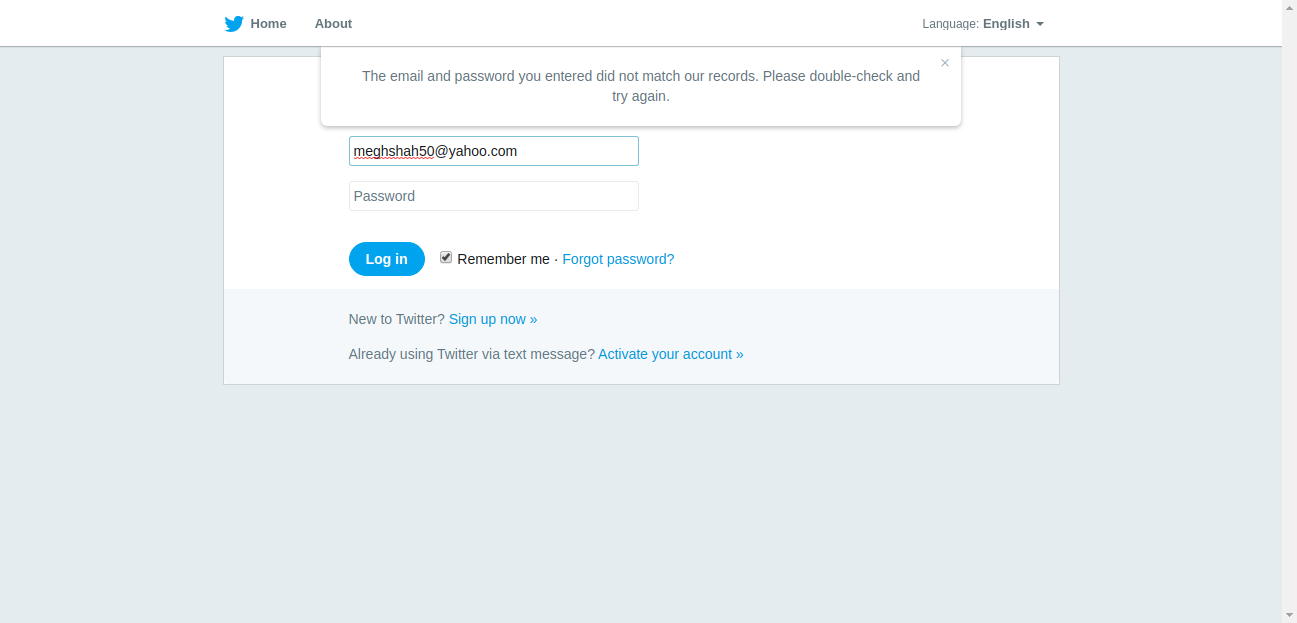 Home About Language: English
×
The email and password you entered did not match our records. Please double-check and
try again.
meghshah50@yahoo.com
Password
Log in Remember me · Forgot password?
New to Twitter? Sign up now »
Already using Twitter via text message? Activate your account »